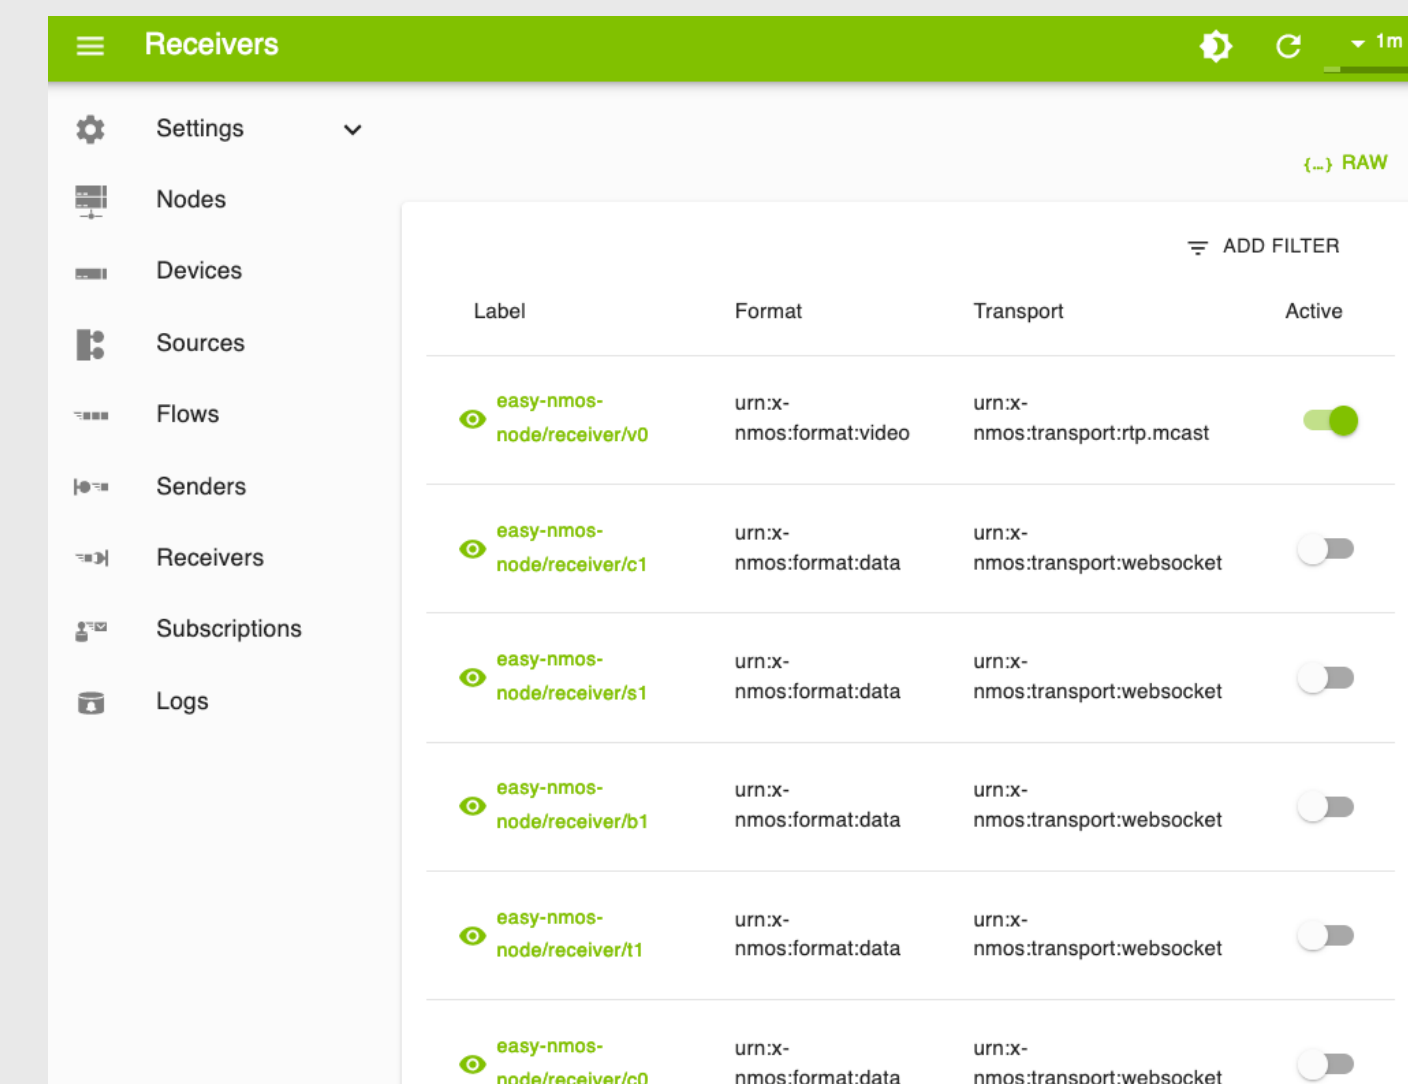 Receivers
1m
Settings
Nodes
Devices
Sources
Flows
Senders
Receivers
Subscriptions
Logs
{...} RAW
ADD FILTER
Label Format Transport Active
easy-nmos-
node/receiver/v0
urn:x-
nmos:format:video
urn:x-
nmos:transport:rtp.mcast
easy-nmos-
node/receiver/c1
urn:x-
nmos:format:data
urn:x-
nmos:transport:websocket
easy-nmos-
node/receiver/s1
urn:x-
nmos:format:data
urn:x-
nmos:transport:websocket
easy-nmos-
node/receiver/b1
urn:x-
nmos:format:data
urn:x-
nmos:transport:websocket
easy-nmos-
node/receiver/t1
urn:x-
nmos:format:data
urn:x-
nmos:transport:websocket
easy-nmos-
node/receiver/c0
urn:x-
nmos:format:data
urn:x-
nmos:transport:websocket